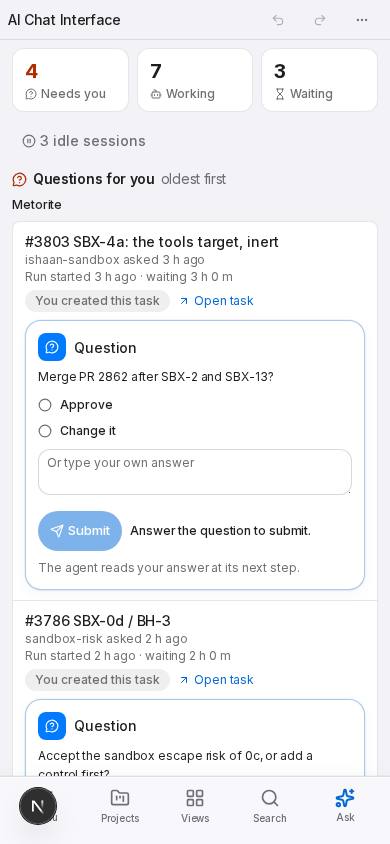 AI Chat Interface
4
Needs you
7
Working
3
Waiting
3 idle sessions
Questions for you oldest first
Metorite
#3803 SBX-4a: the tools target, inert
ishaan-sandbox asked 3 h ago
Run started 3 h ago · waiting 3 h 0 m
You created this task Open task
Question
Merge PR 2862 after SBX-2 and SBX-13?
Approve
Change it
Or type your own answer
Submit Answer the question to submit.
The agent reads your answer at its next step.
#3786 SBX-0d / BH-3
sandbox-risk asked 2 h ago
Run started 2 h ago · waiting 2 h 0 m
You created this task Open task
Question
Accept the sandbox escape risk of 0c, or add a
control first?
N
Projects
Views
Search
Ask